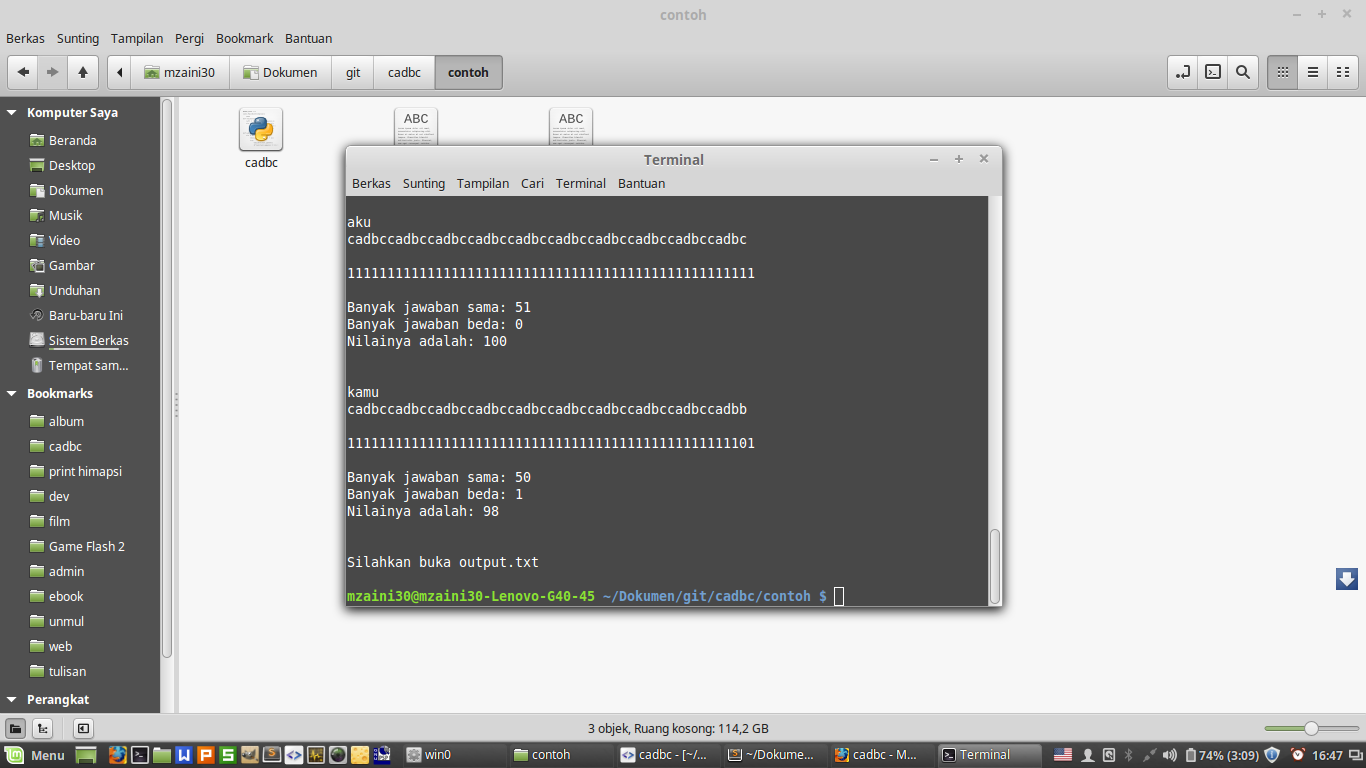 contoh
Berkas Sunting Tampilan Pergi Bookmark Bantuan
mzaini30 Dokumen git cadbc contoh
Komputer Saya
Beranda
Desktop
Dokumen
Musik
Video
Gambar
Unduhan
Baru-baru Ini
Sistem Berkas
Tempat sam...
Bookmarks
album
cadbc
print himapsi
dev
film
Game Flash 2
admin
ebook
unmul
web
tulisan
Perangkat
cadbc
ABC
ABC
Terminal
Berkas Sunting Tampilan Cari Terminal Bantuan
aku
cadbccadbccadbccadbccadbccadbccadbccadbccadbccadbc
111111111111111111111111111111111111111111111111111
Banyak jawaban sama: 51
Banyak jawaban beda: 0
Nilainya adalah: 100
kamu
cadbccadbccadbccadbccadbccadbccadbccadbccadbccadbb
111111111111111111111111111111111111111111111111101
Banyak jawaban sama: 50
Banyak jawaban beda: 1
Nilainya adalah: 98
Silahkan buka output.txt
mzaini30@mzaini30-Lenovo-G40-45 ~/Dokumen/git/cadbc/contoh $
3 objek, Ruang kosong: 114,2 GB
Menu win0 contoh cadbc - [~/... ~/Dokume... cadbc - M... Terminal 74% (3:09) 16:47